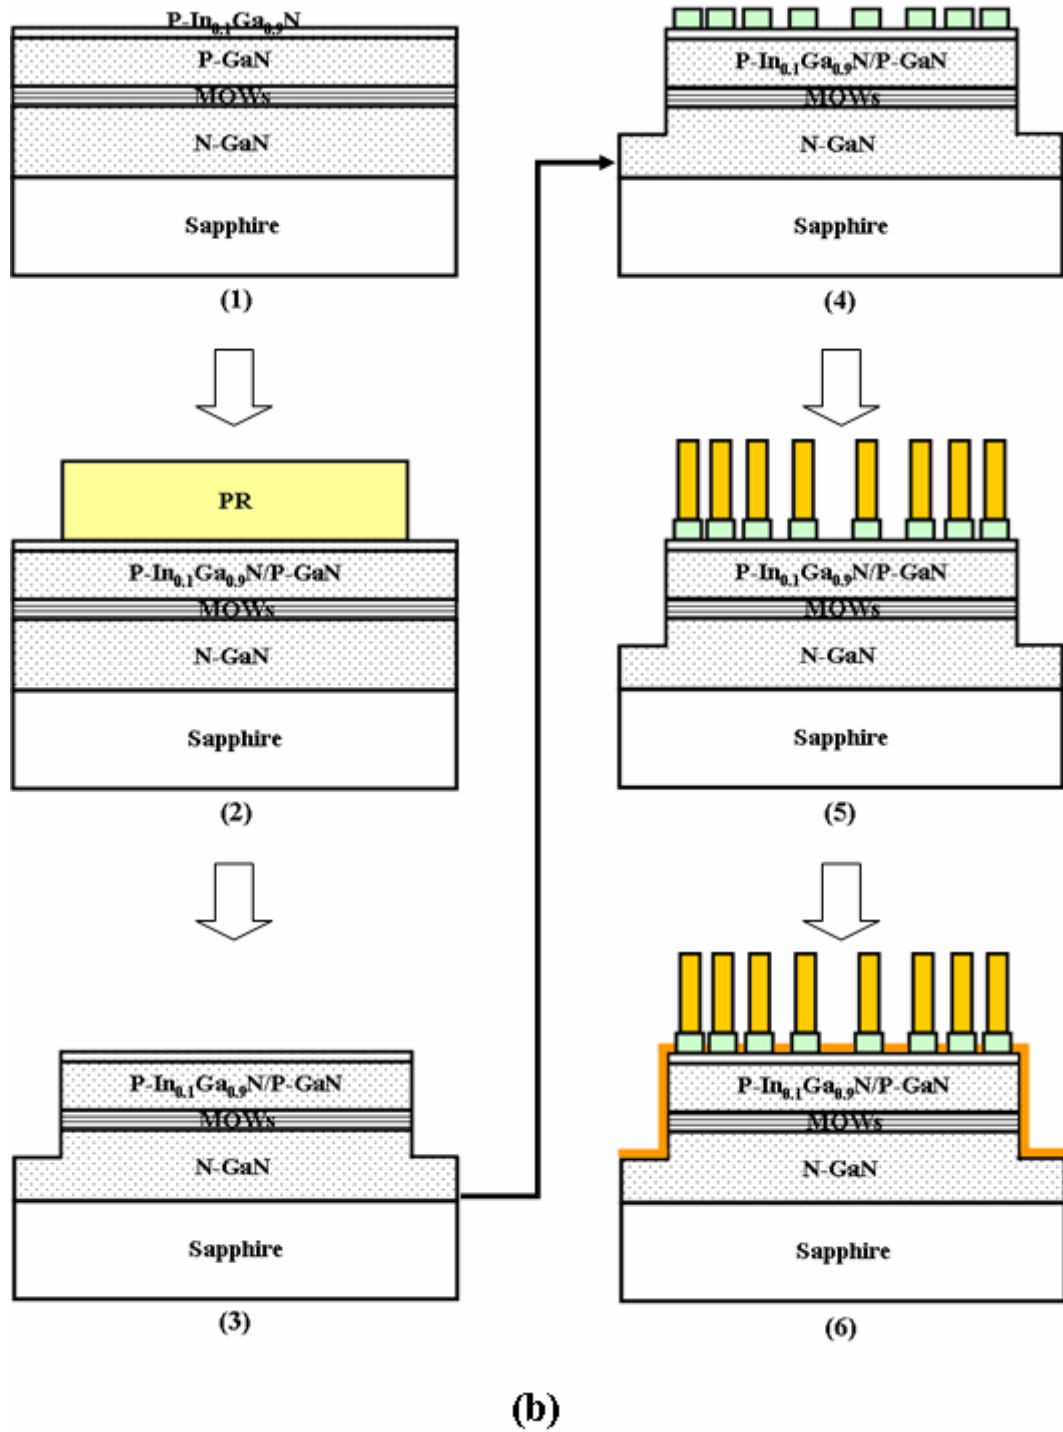 P-In0.1Ga0.9N
P-GaN
MQWs
N-GaN
Sapphire
(1)
PR
P-In0.1Ga0.9N/P-GaN
MQWs
N-GaN
Sapphire
(2)
P-In0.1Ga0.9N/P-GaN
MQWs
N-GaN
Sapphire
(3)
P-In0.1Ga0.9N/P-GaN
MQWs
N-GaN
Sapphire
(4)
P-In0.1Ga0.9N/P-GaN
MQWs
N-GaN
Sapphire
(5)
P-In0.1Ga0.9N/P-GaN
MQWs
N-GaN
Sapphire
(6)
(b)